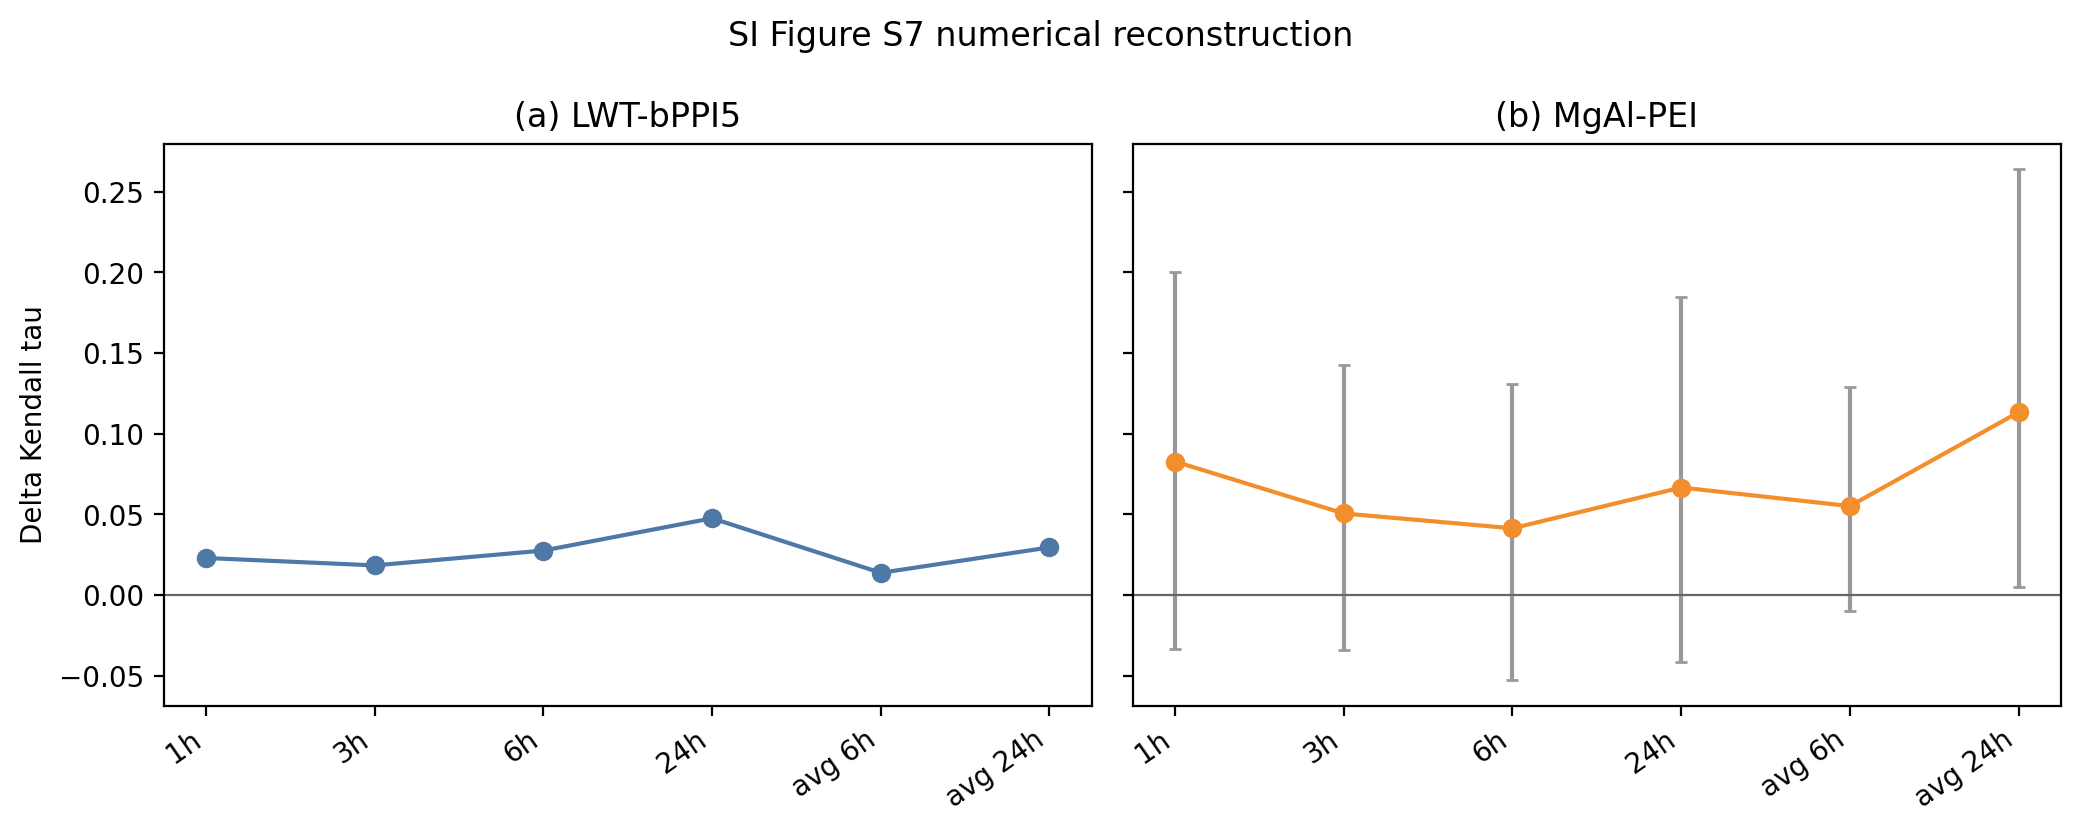 SI Figure S7 numerical reconstruction
(a) LWT-bPPI5
(b) MgAl-PEI
Delta Kendall tau
0.25
0.20
0.15
0.10
0.05
0.00
−0.05
1h
3h
6h
24h
avg 6h
avg 24h
1h
3h
6h
24h
avg 6h
avg 24h